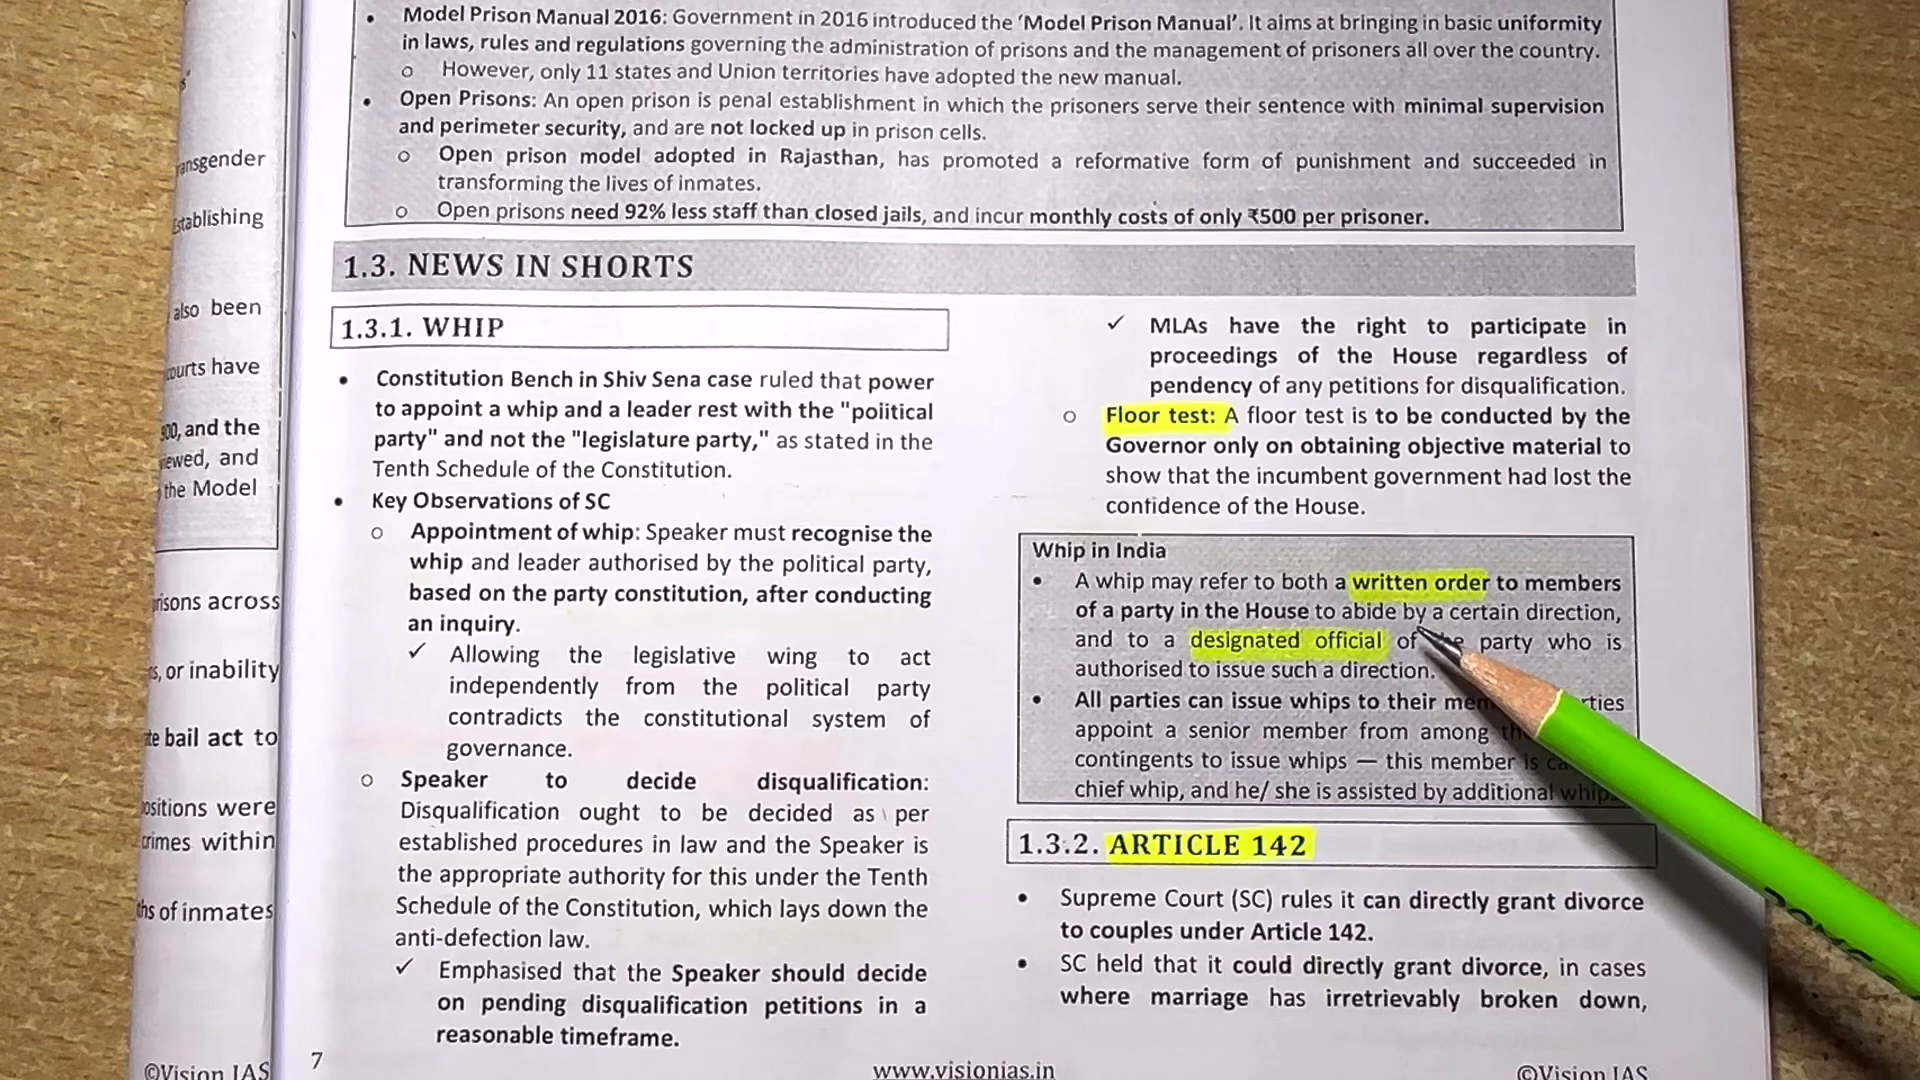 • Model Prison Manual 2016: Government in 2016 introduced the 'Model Prison Manual'. It aims at bringing in basic uniformity
in laws, rules and regulations governing the administration of prisons and the management of prisoners all over the country.
o However, only 11 states and Union territories have adopted the new manual.
• Open Prisons: An open prison is penal establishment in which the prisoners serve their sentence with minimal supervision
and perimeter security, and are not locked up in prison cells.
o Open prison model adopted in Rajasthan, has promoted a reformative form of punishment and succeeded in
transforming the lives of inmates.
o Open prisons need 92% less staff than closed jails, and incur monthly costs of only ₹500 per prisoner.
1.3. NEWS IN SHORTS
1.3.1. WHIP
• Constitution Bench in Shiv Sena case ruled that power
to appoint a whip and a leader rest with the "political
party" and not the "legislature party," as stated in the
Tenth Schedule of the Constitution.
• Key Observations of SC
o Appointment of whip: Speaker must recognise the
whip and leader authorised by the political party,
based on the party constitution, after conducting
an inquiry.
✓ Allowing the legislative wing to act
independently from the political party
contradicts the constitutional system of
governance.
o Speaker to decide disqualification:
Disqualification ought to be decided as per
established procedures in law and the Speaker is
the appropriate authority for this under the Tenth
Schedule of the Constitution, which lays down the
anti-defection law.
✓ Emphasised that the Speaker should decide
on pending disqualification petitions in a
reasonable timeframe.
✓ MLAs have the right to participate in
proceedings of the House regardless of
pendency of any petitions for disqualification.
o Floor test: A floor test is to be conducted by the
Governor only on obtaining objective material to
show that the incumbent government had lost the
confidence of the House.
Whip in India
• A whip may refer to both a written order to members
of a party in the House to abide by a certain direction,
and to a designated official of party who is
authorised to issue such a direction.
• All parties can issue whips to their
appoint a senior member from among
contingents to issue whips — this member is
chief whip, and he/ she is assisted by additional
1.3.2. ARTICLE 142
• Supreme Court (SC) rules it can directly grant divorce
to couples under Article 142.
• SC held that it could directly grant divorce, in cases
where marriage has irretrievably broken down,
7
www.visionias.in
©Vision IAS
also been
have
and the
and
the Model
across
or inability
bail act to
were
within
of inmates
©Vision IAS